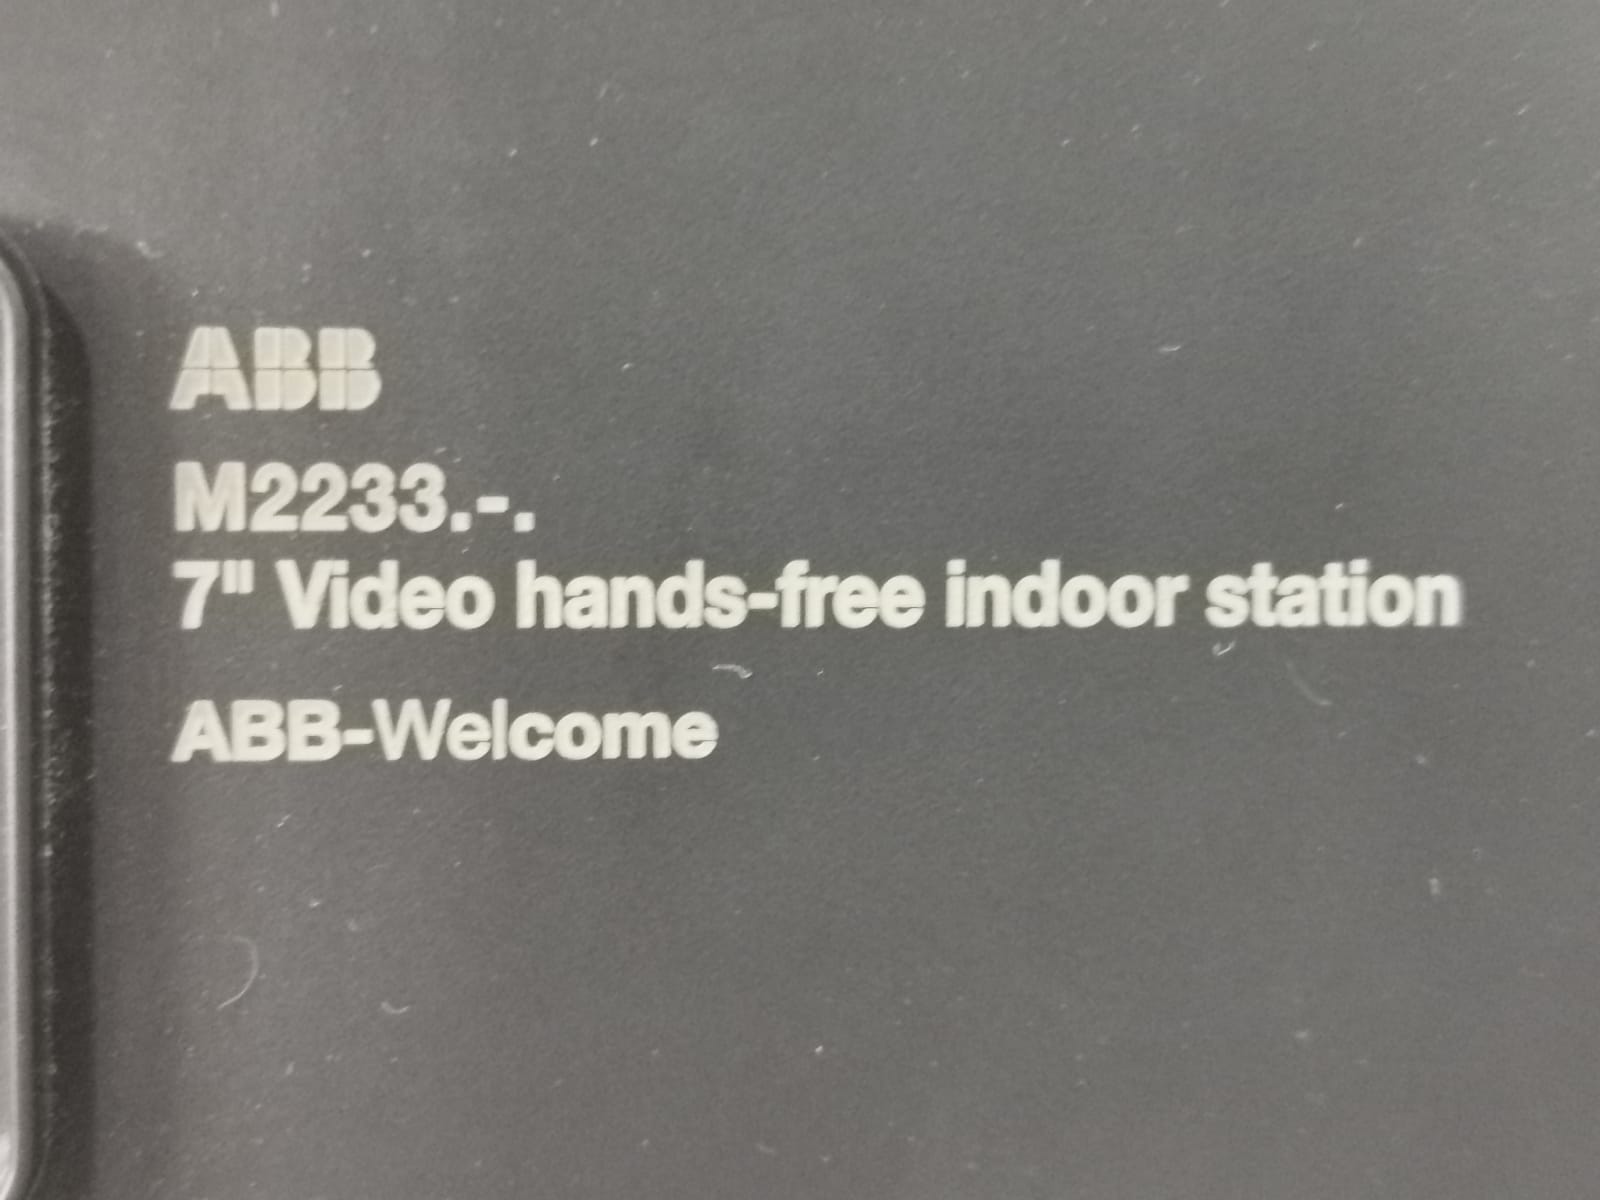 ABB
M2233.-.
7" Video hands-free indoor station
ABB-Welcome